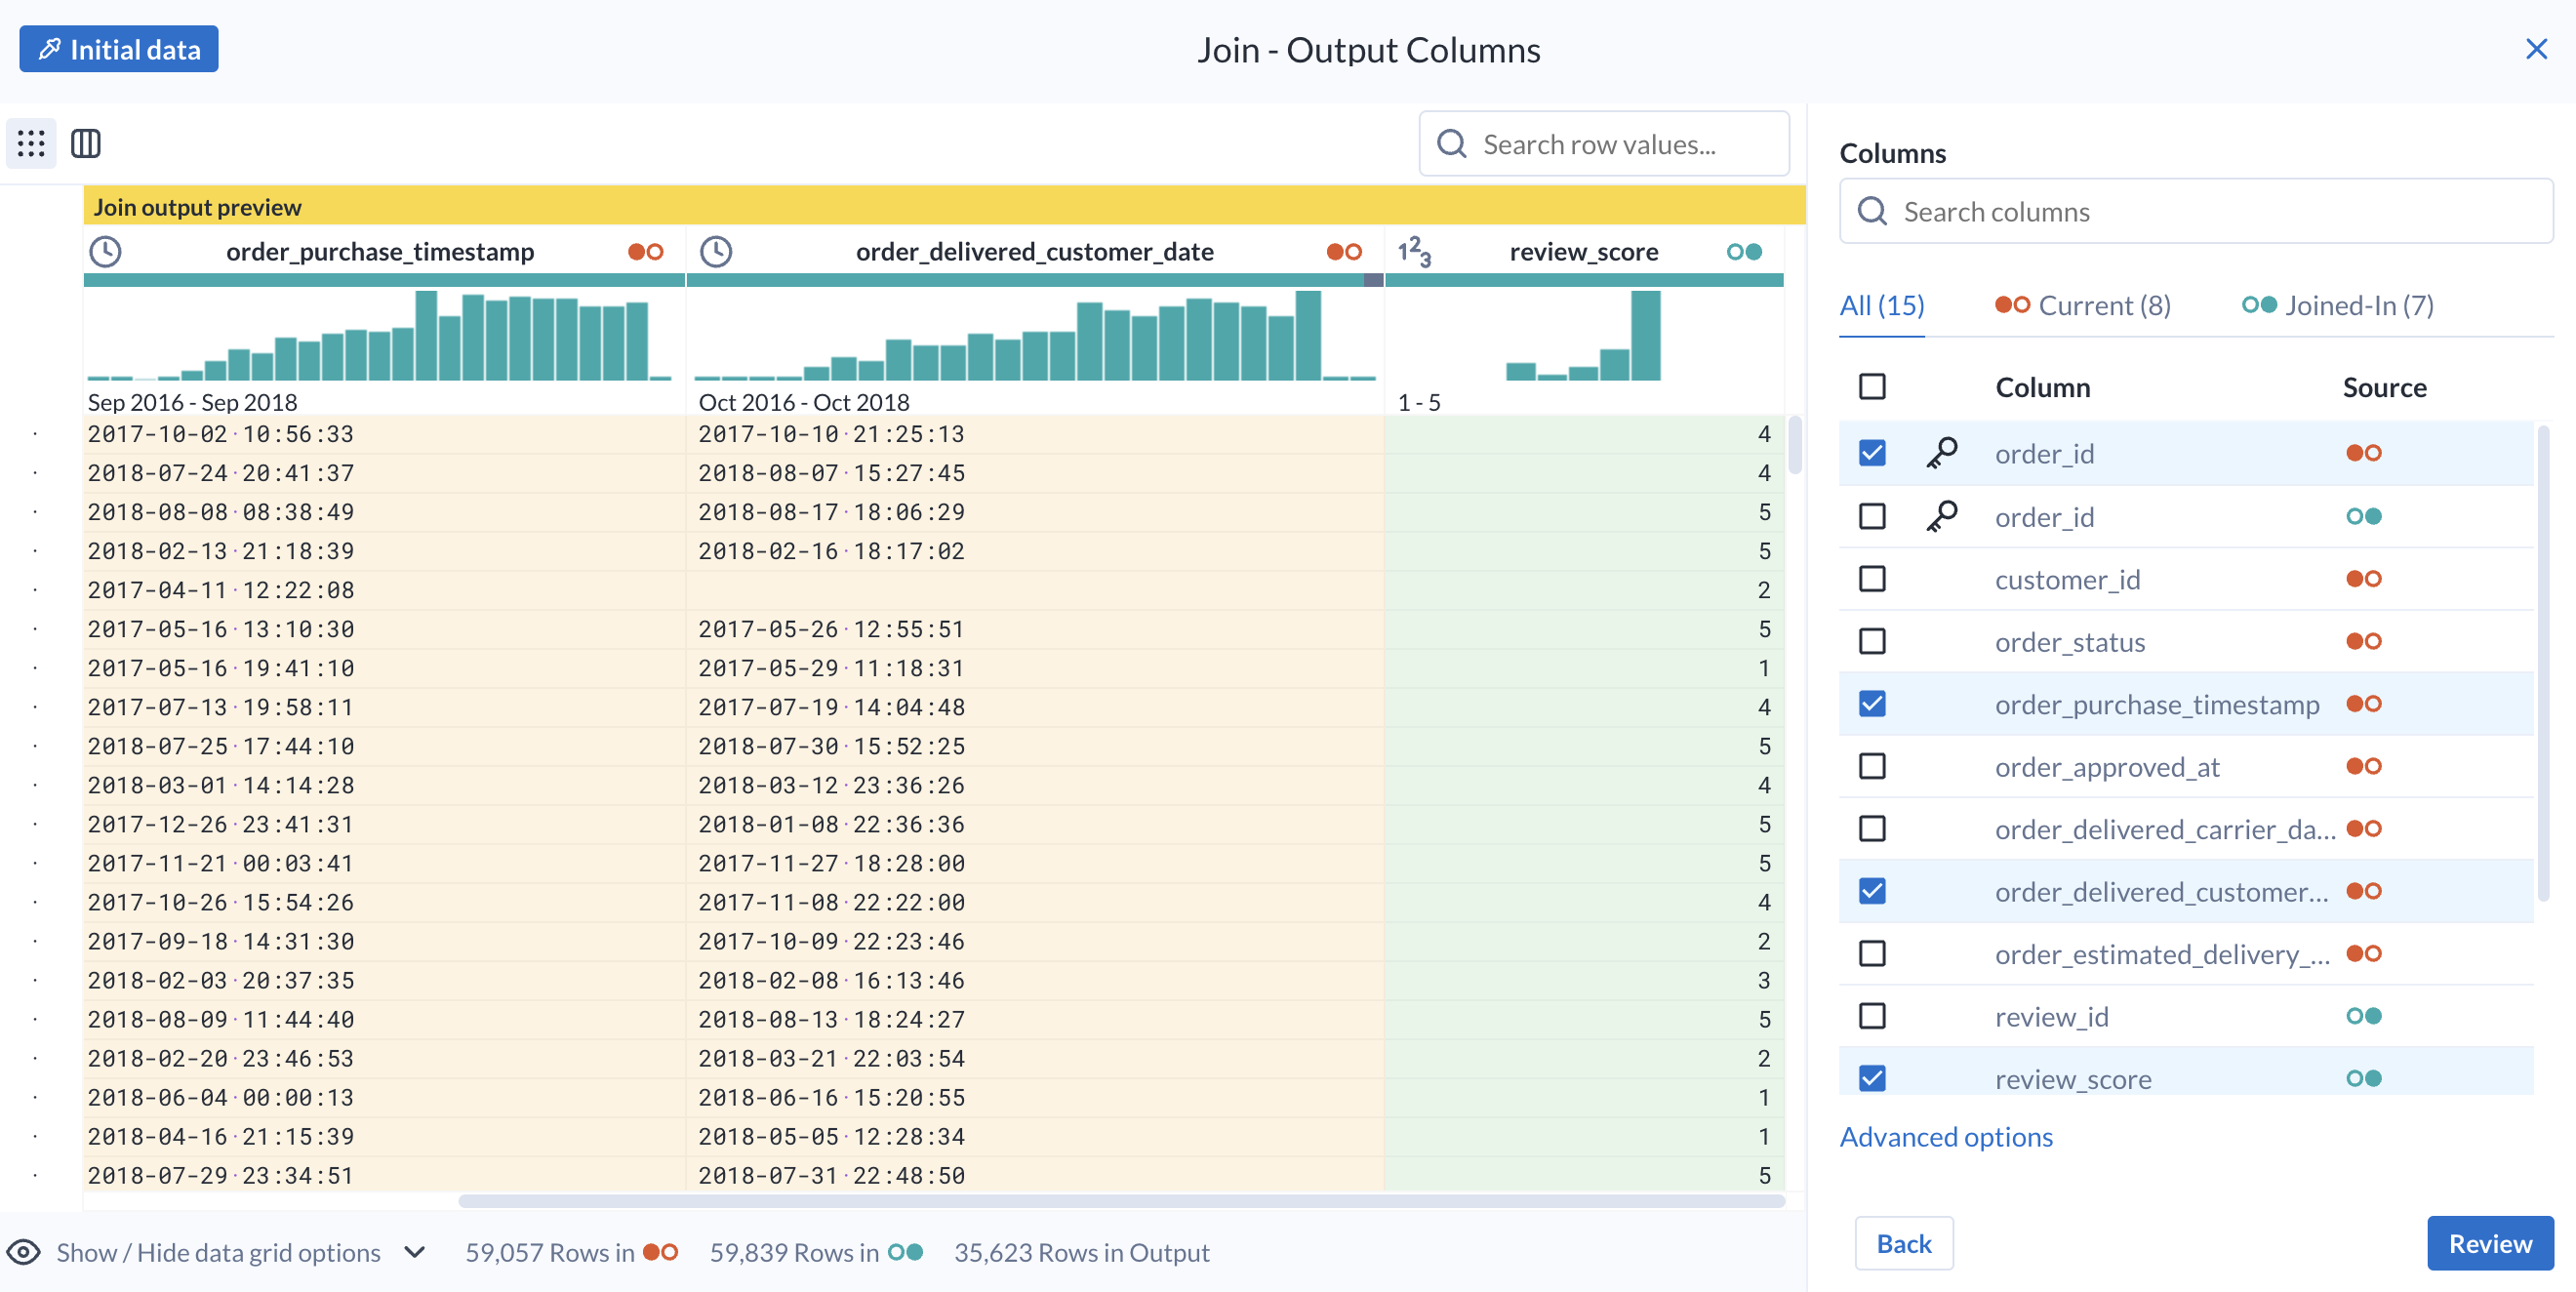 Initial data
Join - Output Columns
Search row values...
Join output preview
order_purchase_timestamp order_delivered_customer_date 123 review_score
Sep 2016 - Sep 2018 Oct 2016 - Oct 2018 1 - 5
2017-10-02·10:56:33 2017-10-10·21:25:13 4
2018-07-24·20:41:37 2018-08-07·15:27:45 4
2018-08-08·08:38:49 2018-08-17·18:06:29 5
2018-02-13·21:18:39 2018-02-16·18:17:02 5
2017-04-11·12:22:08 2
2017-05-16·13:10:30 2017-05-26·12:55:51 5
2017-05-16·19:41:10 2017-05-29·11:18:31 1
2017-07-13·19:58:11 2017-07-19·14:04:48 4
2018-07-25·17:44:10 2018-07-30·15:52:25 5
2018-03-01·14:14:28 2018-03-12·23:36:26 4
2017-12-26·23:41:31 2018-01-08·22:36:36 5
2017-11-21·00:03:41 2017-11-27·18:28:00 5
2017-10-26·15:54:26 2017-11-08·22:22:00 4
2017-09-18·14:31:30 2017-10-09·22:23:46 2
2018-02-03·20:37:35 2018-02-08·16:13:46 3
2018-08-09·11:44:40 2018-08-13·18:24:27 5
2018-02-20·23:46:53 2018-03-21·22:03:54 2
2018-06-04·00:00:13 2018-06-16·15:20:55 1
2018-04-16·21:15:39 2018-05-05·12:28:34 1
2018-07-29·23:34:51 2018-07-31·22:48:50 5
Show / Hide data grid options 59,057 Rows in 59,839 Rows in 35,623 Rows in Output
Columns
Search columns
All (15) Current (8) Joined-In (7)
Column Source
order_id
order_id
customer_id
order_status
order_purchase_timestamp
order_approved_at
order_delivered_carrier_da...
order_delivered_customer...
order_estimated_delivery_...
review_id
review_score
Advanced options
Back Review